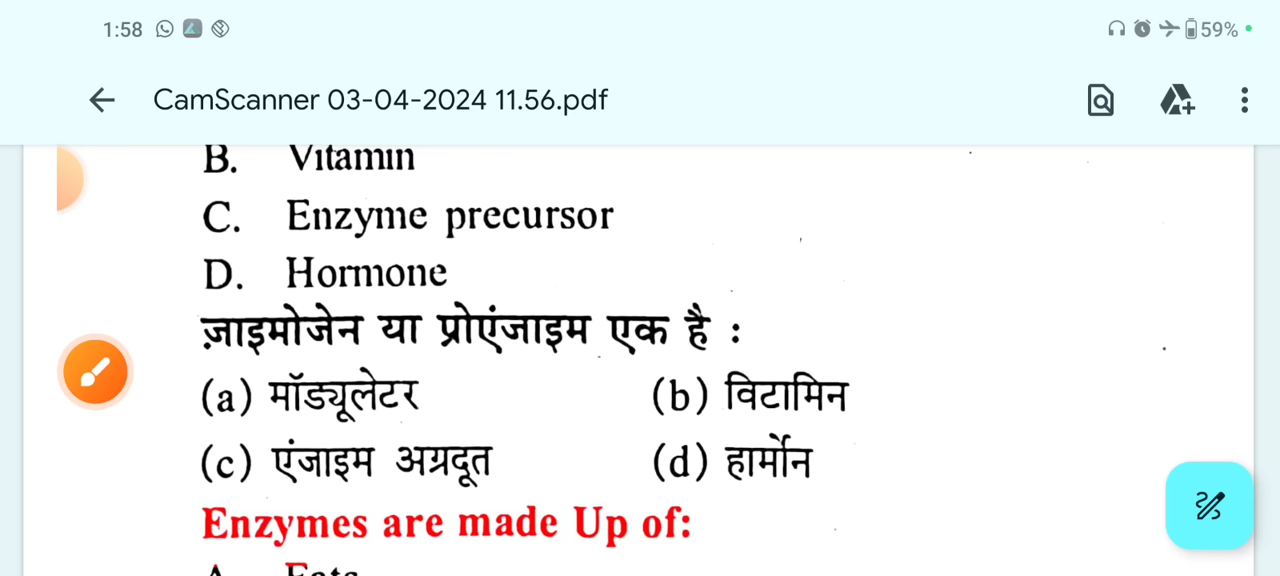 1:58 59%
CamScanner 03-04-2024 11.56.pdf
B. Vitamin
C. Enzyme precursor
D. Hormone
ज़ाइमोजेन या प्रोएंजाइम एक है :
(a) मॉड्यूलेटर (b) विटामिन
(c) एंजाइम अग्रदूत (d) हार्मोन
Enzymes are made Up of:
A. Fats